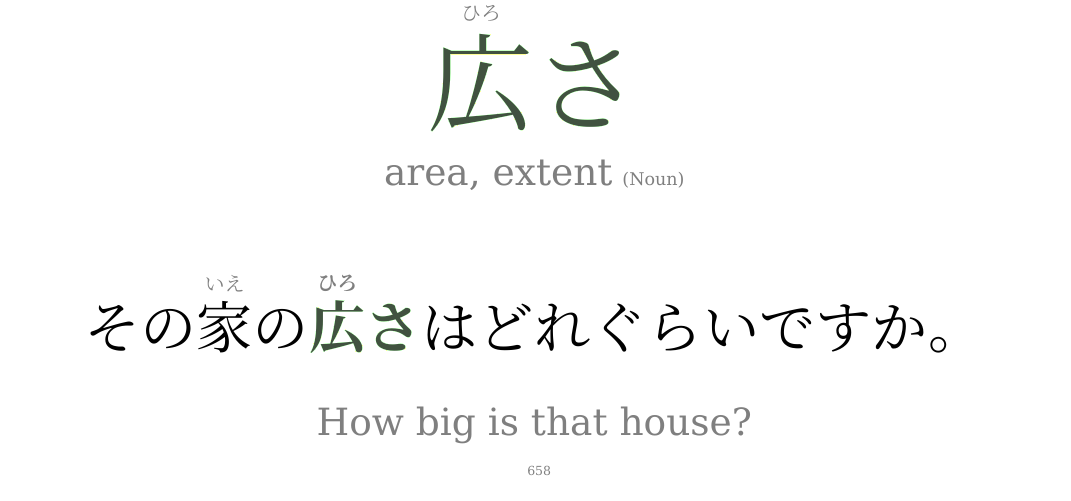 ひろ
広さ
area, extent (Noun)
いえ ひろ
その家の広さはどれぐらいですか。
How big is that house?
658